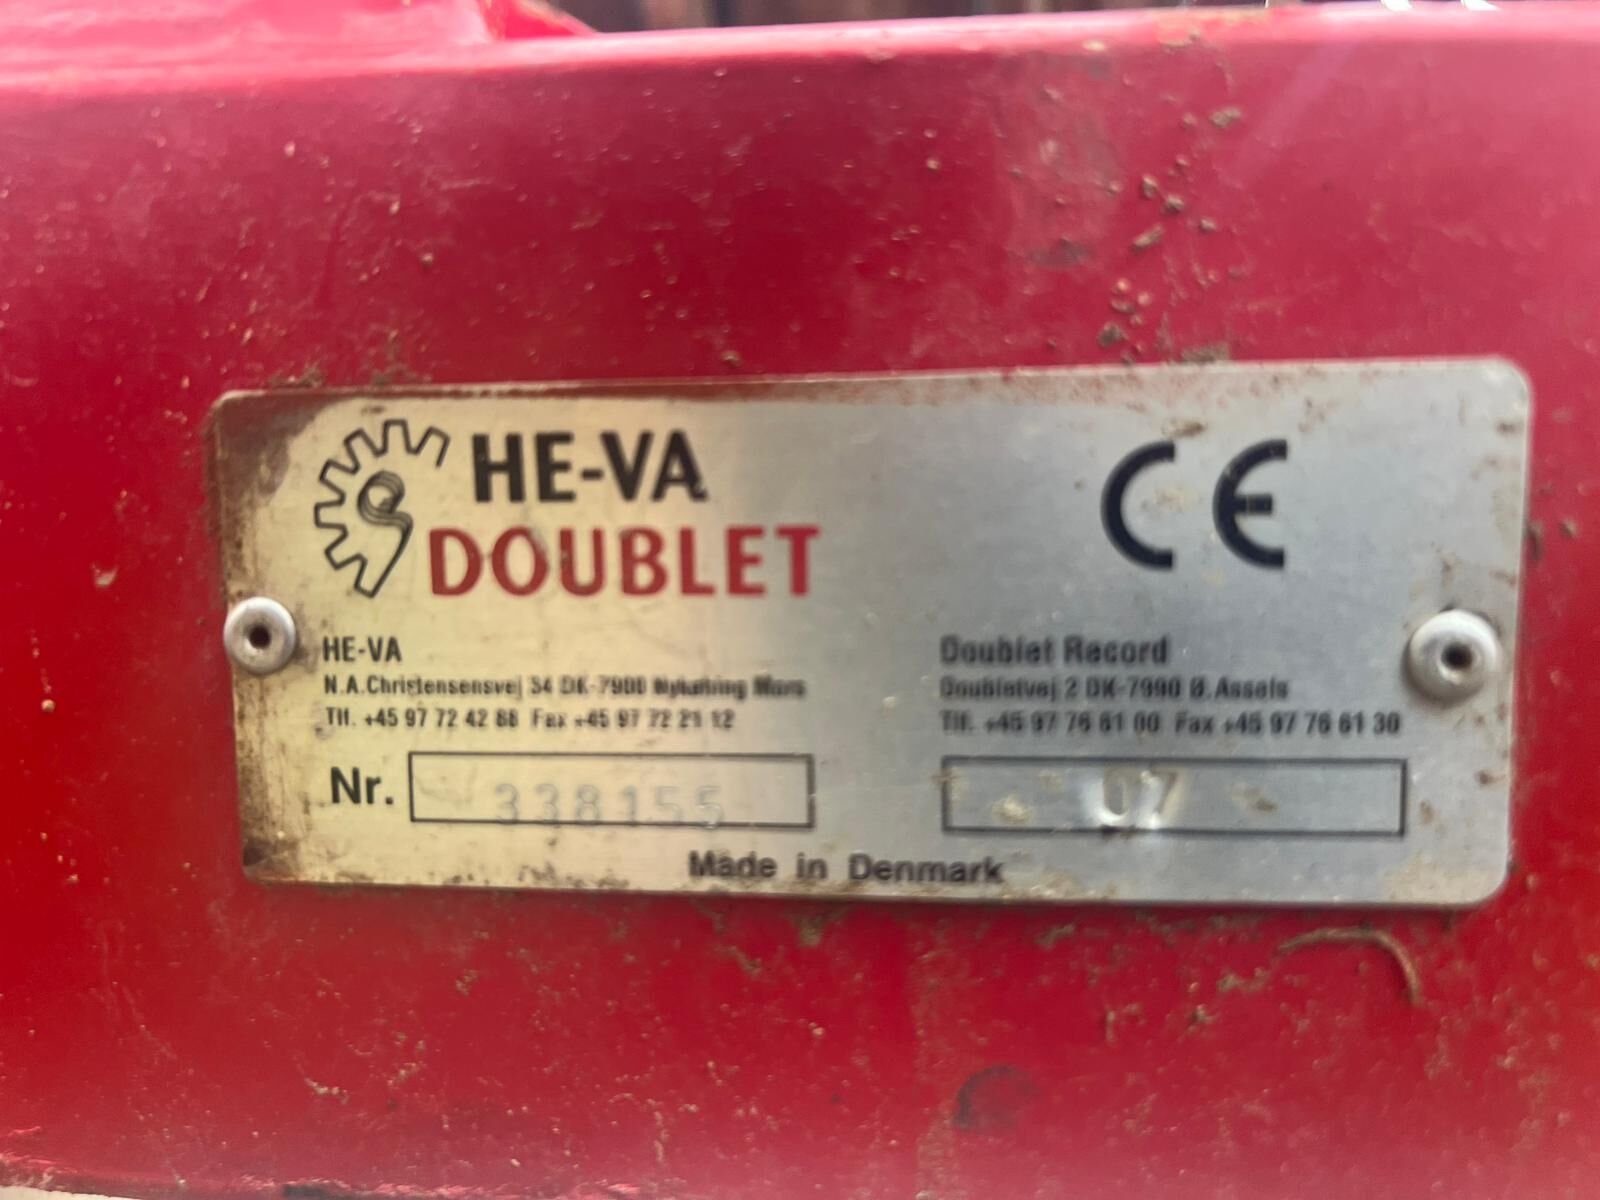 HE-VA
DOUBLET
CE
HE-VA
N.A.Christensensvej 34 DK-7900 Nykøbing Mors
Tlf. +45 97 72 42 88 Fax +45 97 72 21 12
Doublet Record
Doubletvej 2 DK-7990 Ø.Assels
Tlf. +45 97 76 61 00 Fax +45 97 76 61 30
Nr. 338155
07
Made in Denmark